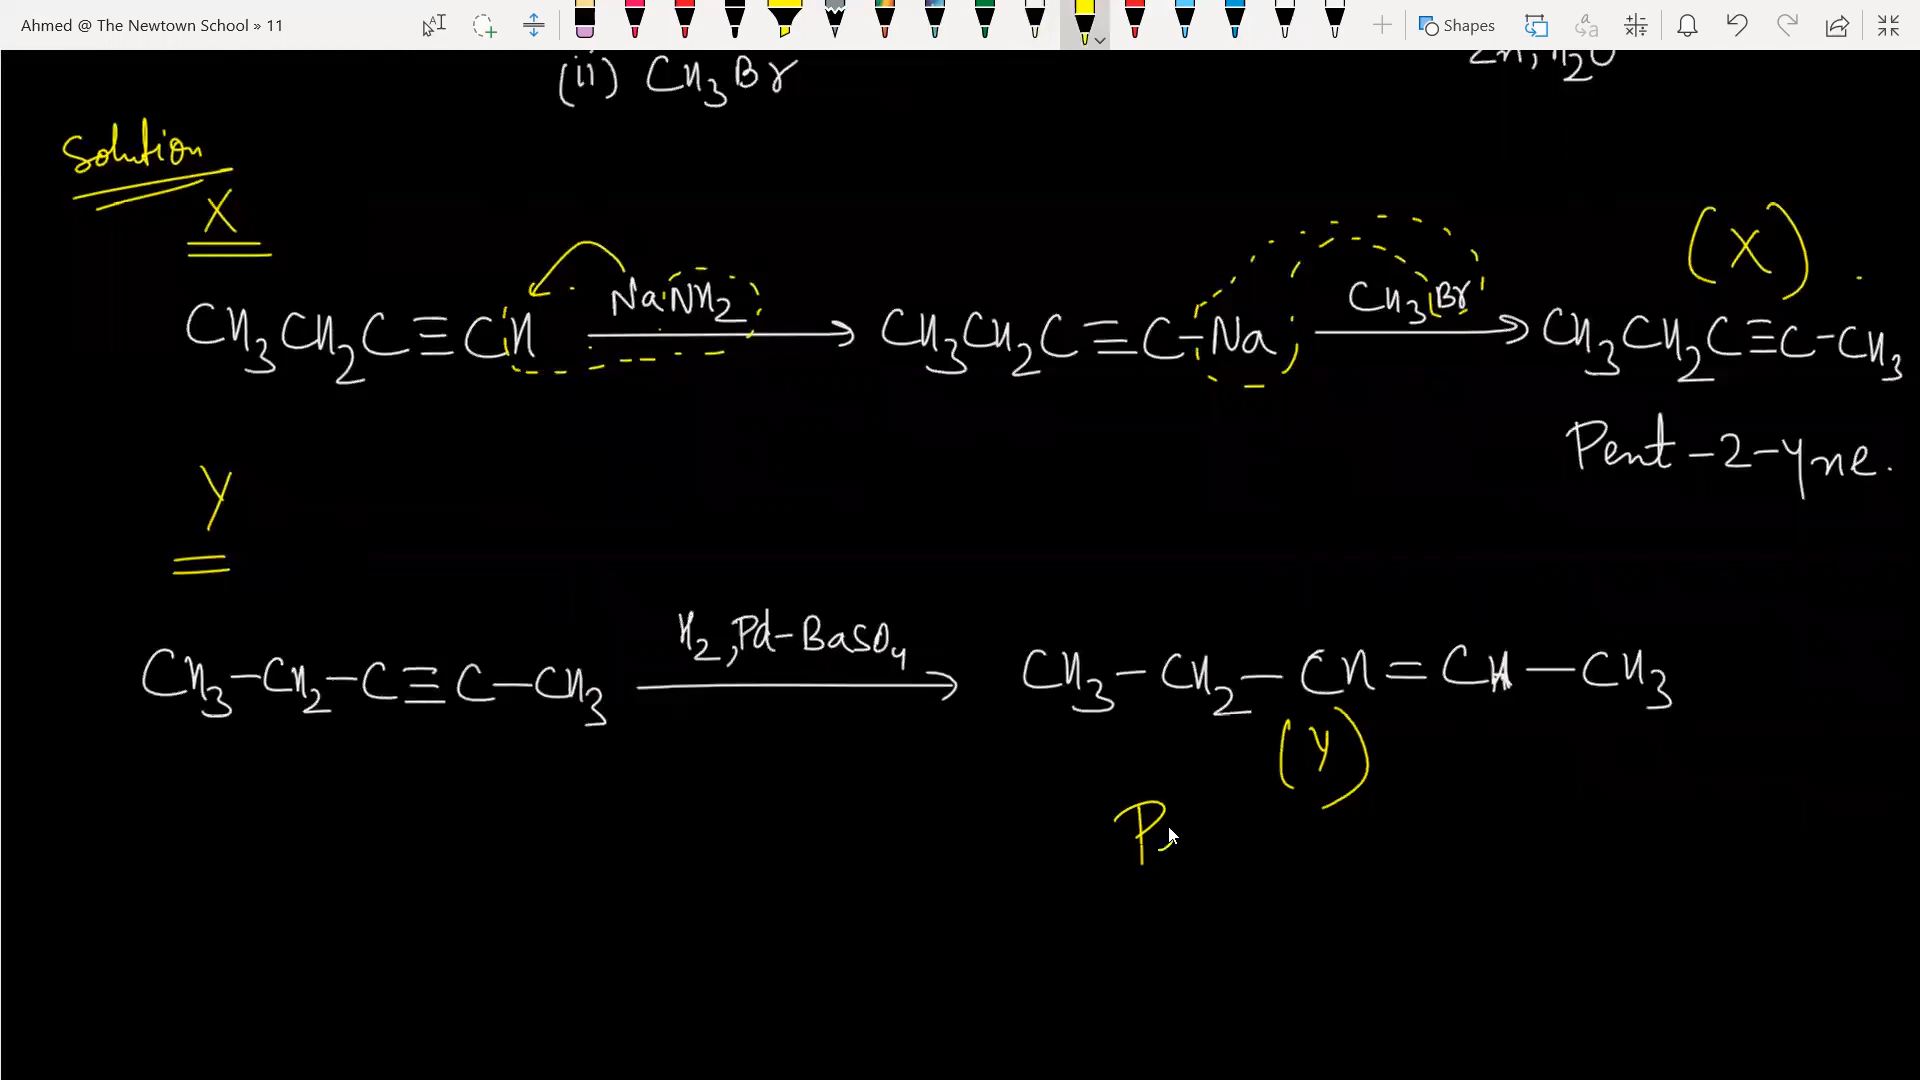 Ahmed @ The Newtown School » 11
Shapes
(ii) CH3Br
Zn, H2O
Solution
X
(X)
CH3CH2C≡CH NaNH2 → CH3CH2C≡C-Na CH3Br → CH3CH2C≡C-CH3
Pent-2-yne.
Y
CH3-CH2-C≡C-CH3 H2,Pd-BaSO4 → CH3-CH2-CH=CH-CH3
(Y)
P